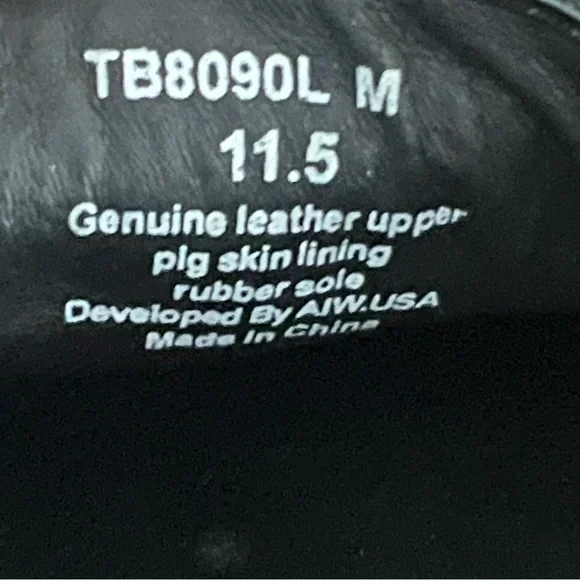 TB8090L M
11.5
Genuine leather upper
pig skin lining
rubber sole
Developed By AIW.USA
Made In China